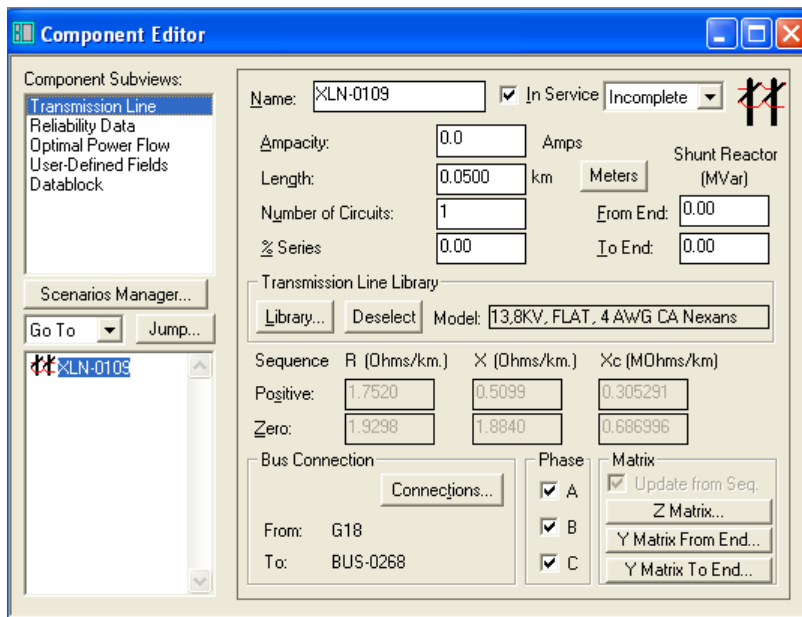 Component Editor
Component Subviews:
Transmission Line
Reliability Data
Optimal Power Flow
User-Defined Fields
Datablock
Scenarios Manager...
Go To
Jump...
XLN-0109
Name: XLN-0109 In Service Incomplete
Ampacity: 0.0 Amps
Shunt Reactor
(MVar)
Length: 0.0500 km Meters
Number of Circuits: 1 From End: 0.00
% Series 0.00 To End: 0.00
Transmission Line Library
Library... Deselect Model: 13,8KV, FLAT, 4 AWG CA Nexans
Sequence R (Ohms/km.) X (Ohms/km.) Xc (MOhms/km)
Positive: 1.7520 0.5099 0.305291
Zero: 1.9298 1.8840 0.686996
Bus Connection
Connections...
From: G18
To: BUS-0268
Phase
A
B
C
Matrix
Update from Seq.
Z Matrix...
Y Matrix From End...
Y Matrix To End...